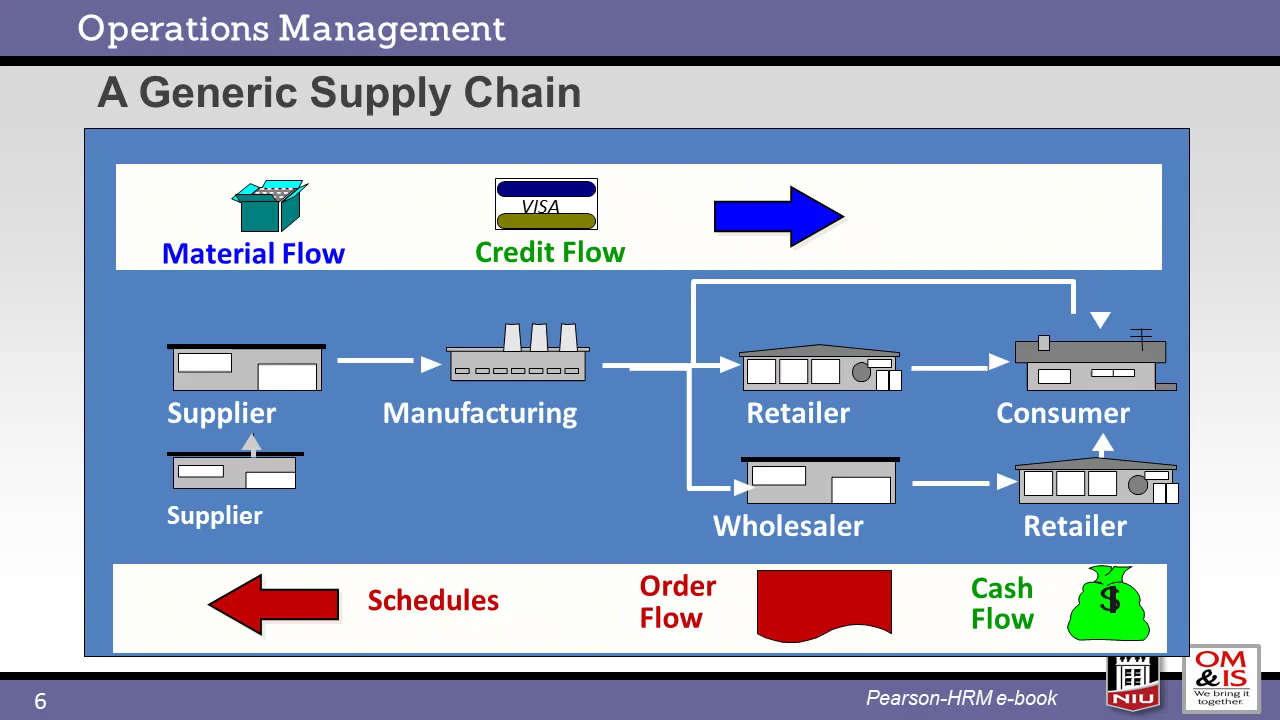 Operations Management
A Generic Supply Chain
VISA
Material Flow
Credit Flow
Supplier
Manufacturing
Retailer
Consumer
Supplier
Wholesaler
Retailer
Schedules
Order
Flow
Cash
Flow
$
6
Pearson-HRM e-book
NIU
OM
& IS
We bring it
together.